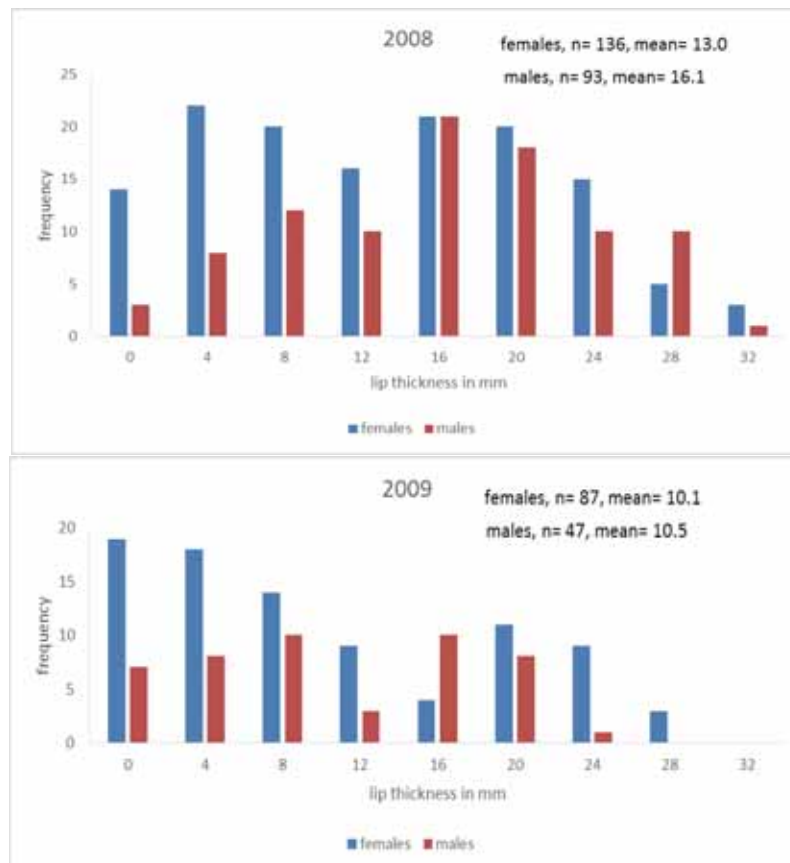 2008
females, n= 136, mean= 13.0
males, n= 93, mean= 16.1
25
20
15
10
5
0
frequency
0 4 8 12 16 20 24 28 32
lip thickness in mm
females males
2009
females, n= 87, mean= 10.1
males, n= 47, mean= 10.5
20
15
10
5
0
frequency
0 4 8 12 16 20 24 28 32
lip thickness in mm
females males